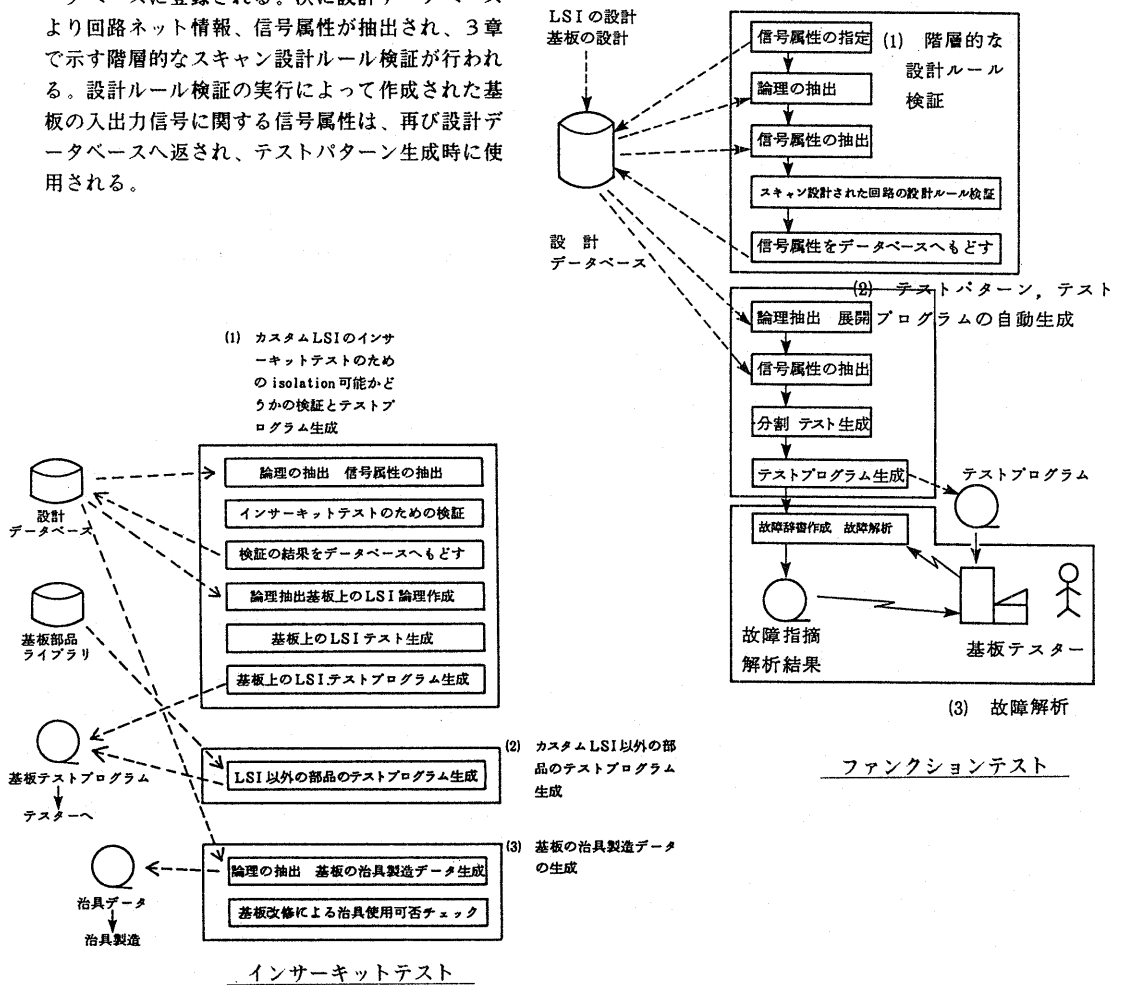 ータベースに登録される。次に設計データベース
より回路ネット情報、信号属性が抽出され、3章
で示す階層的なスキャン設計ルール検証が行われ
る。設計ルール検証の実行によって作成された基
板の入出力信号に関する信号属性は、再び設計デ
ータベースへ返され、テストパターン生成時に使
用される。
LSIの設計
基板の設計
設 計
データベース
信号属性の指定
論理の抽出
信号属性の抽出
スキャン設計された回路の設計ルール検証
信号属性をデータベースへもどす
(1) 階層的な
設計ルール
検証
(2) テストパターン,テスト
プログラムの自動生成
論理抽出 展開
信号属性の抽出
分割 テスト生成
テストプログラム生成
テストプログラム
故障辞書作成 故障解析
故障指摘
解析結果
基板テスター
(3) 故障解析
ファンクションテスト
(1) カスタムLSIのインサ
ーキットテストのため
のisolation可能かど
うかの検証とテストプ
ログラム生成
設計
データベース
基板部品
ライブラリ
基板テストプログラム
テスターへ
治具データ
治具製造
論理の抽出 信号属性の抽出
インサーキットテストのための検証
検証の結果をデータベースへもどす
論理抽出基板上のLSI論理作成
基板上のLSIテスト生成
基板上のLSIテストプログラム生成
LSI以外の部品のテストプログラム生成
(2) カスタムLSI以外の部
品のテストプログラム
生成
論理の抽出 基板の治具製造データ生成
基板改修による治具使用可否チェック
(3) 基板の治具製造データ
の生成
インサーキットテスト